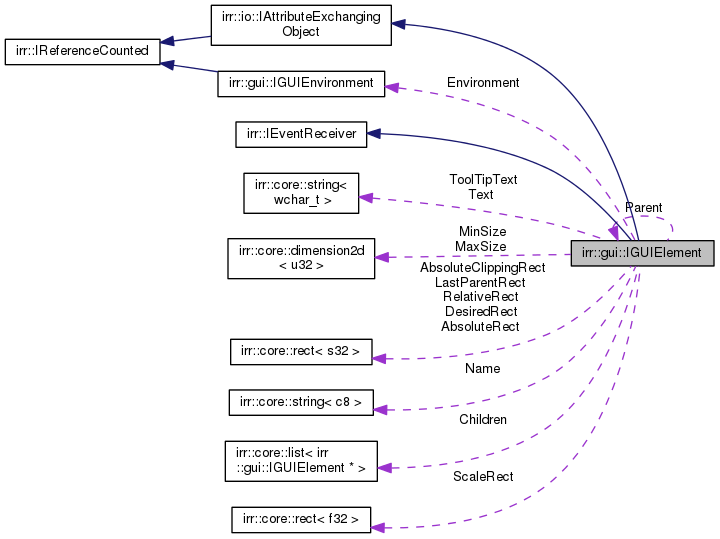 irr::io::IAttributeExchanging
Object
irr::IReferenceCounted
irr::gui::IGUIEnvironment
Environment
irr::IEventReceiver
irr::core::string<
wchar_t >
ToolTipText
Text
Parent
irr::gui::IGUIElement
irr::core::dimension2d
< u32 >
MinSize
MaxSize
AbsoluteClippingRect
LastParentRect
RelativeRect
DesiredRect
AbsoluteRect
irr::core::rect< s32 >
Name
irr::core::string< c8 >
Children
irr::core::list< irr
::gui::IGUIElement * >
ScaleRect
irr::core::rect< f32 >